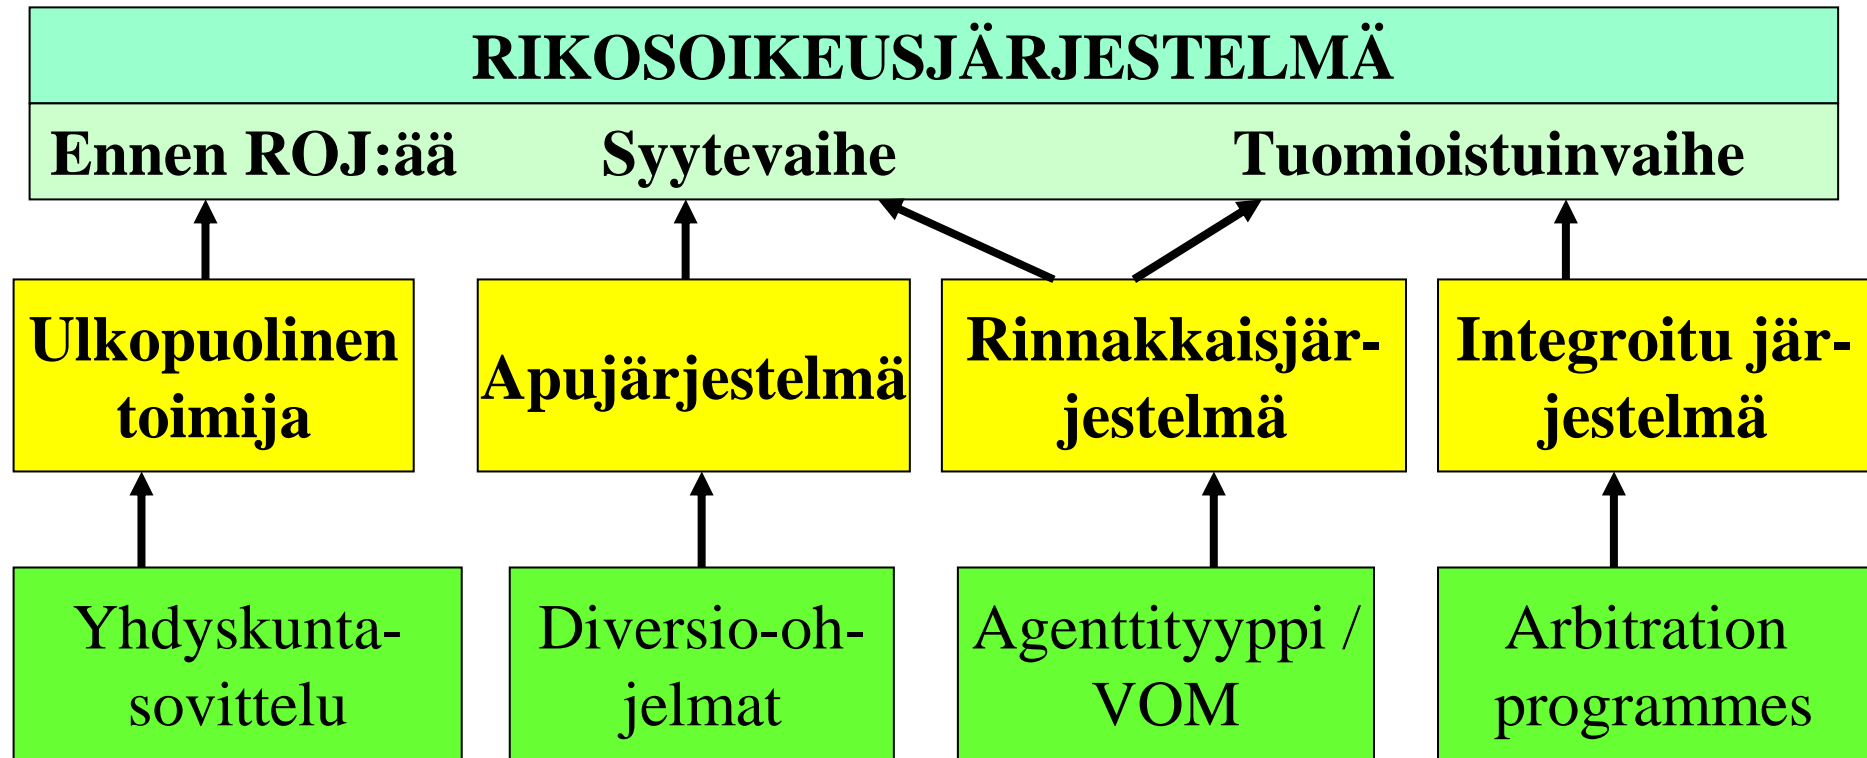 RIKOSOIKEUSJÄRJESTELMÄ
Ennen ROJ:ää Syytevaihe Tuomioistuinvaihe
Ulkopuolinen
toimija
Apujärjestelmä
Rinnakkaisjär-
jestelmä
Integroitu jär-
jestelmä
Yhdyskunta-
sovittelu
Diversio-oh-
jelmat
Agenttityyppi /
VOM
Arbitration
programmes